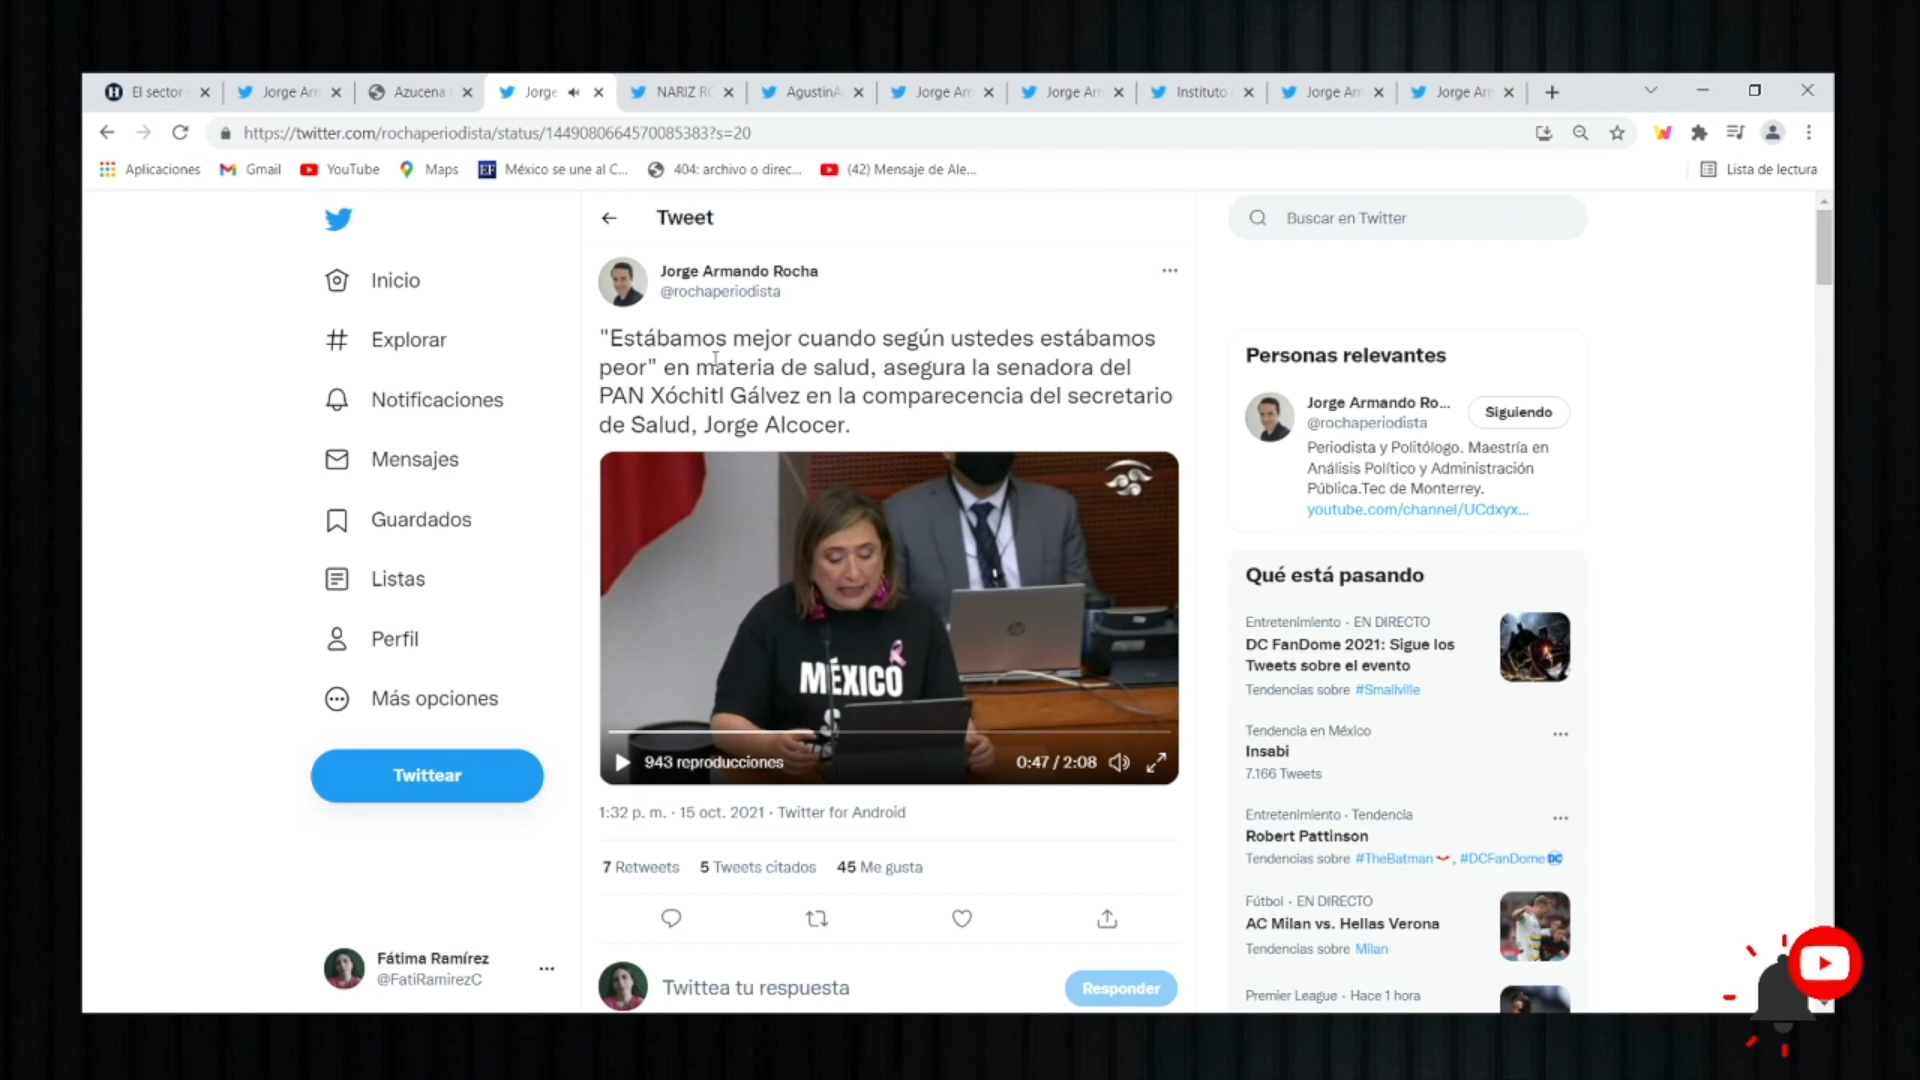 El sector
Jorge Arm
Azucena
Jorge
NARIZ RO
AgustinA
Jorge Arm
Jorge Arm
Instituto
Jorge Arm
Jorge Arm
https://twitter.com/rochaperiodista/status/1449080664570085383?s=20
Aplicaciones
Gmail
YouTube
Maps
EF
México se une al C...
404: archivo o direc...
(42) Mensaje de Ale...
Lista de lectura
Inicio
Explorar
Notificaciones
Mensajes
Guardados
Listas
Perfil
Más opciones
Twittear
Fátima Ramírez
@FatiRamirezC
Tweet
Jorge Armando Rocha
@rochaperiodista
"Estábamos mejor cuando según ustedes estábamos
peor" en materia de salud, asegura la senadora del
PAN Xóchitl Gálvez en la comparecencia del secretario
de Salud, Jorge Alcocer.
MÉXICO
943 reproducciones
0:47 / 2:08
1:32 p. m. · 15 oct. 2021 · Twitter for Android
7 Retweets 5 Tweets citados 45 Me gusta
Twittea tu respuesta
Responder
Buscar en Twitter
Personas relevantes
Jorge Armando Ro...
@rochaperiodista
Siguiendo
Periodista y Politólogo. Maestría en
Análisis Político y Administración
Pública.Tec de Monterrey.
youtube.com/channel/UCdxyx...
Qué está pasando
Entretenimiento · EN DIRECTO
DC FanDome 2021: Sigue los
Tweets sobre el evento
Tendencias sobre #Smallville
Tendencia en México
Insabi
7.166 Tweets
Entretenimiento · Tendencia
Robert Pattinson
Tendencias sobre #TheBatman, #DCFanDome
Fútbol · EN DIRECTO
AC Milan vs. Hellas Verona
Tendencias sobre Milan
Premier League · Hace 1 hora